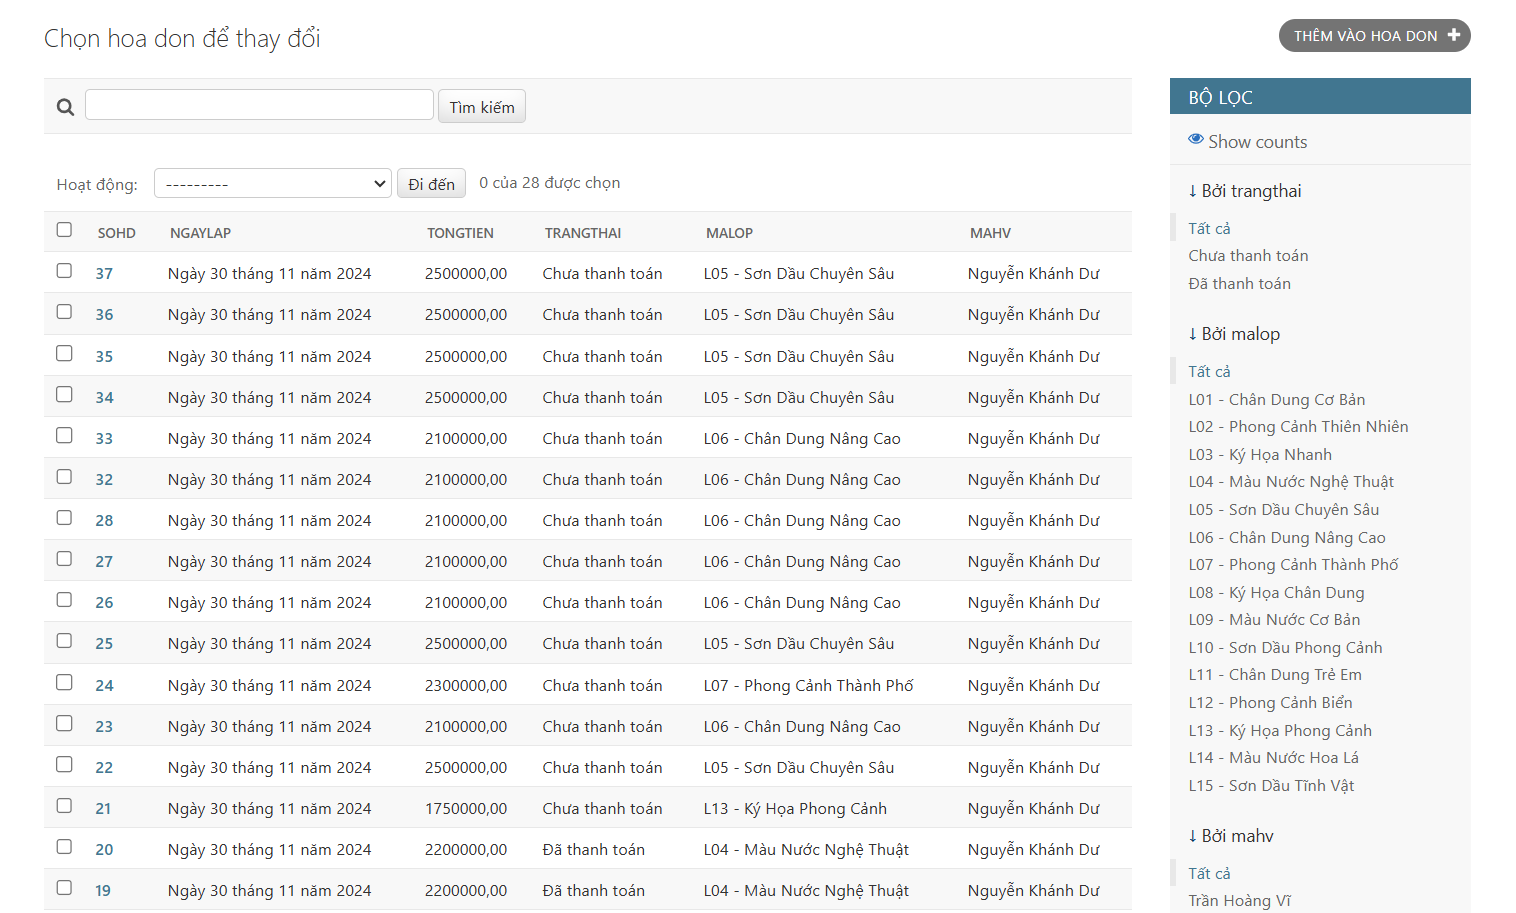 Chọn hoa don để thay đổi
THÊM VÀO HOA DON
Tìm kiếm
Hoạt động: --------- Đi đến 0 của 28 được chọn
SOHD NGAYLAP TONGTIEN TRANGTHAI MALOP MAHV
37 Ngày 30 tháng 11 năm 2024 2500000,00 Chưa thanh toán L05 - Sơn Dầu Chuyên Sâu Nguyễn Khánh Dư
36 Ngày 30 tháng 11 năm 2024 2500000,00 Chưa thanh toán L05 - Sơn Dầu Chuyên Sâu Nguyễn Khánh Dư
35 Ngày 30 tháng 11 năm 2024 2500000,00 Chưa thanh toán L05 - Sơn Dầu Chuyên Sâu Nguyễn Khánh Dư
34 Ngày 30 tháng 11 năm 2024 2500000,00 Chưa thanh toán L05 - Sơn Dầu Chuyên Sâu Nguyễn Khánh Dư
33 Ngày 30 tháng 11 năm 2024 2100000,00 Chưa thanh toán L06 - Chân Dung Nâng Cao Nguyễn Khánh Dư
32 Ngày 30 tháng 11 năm 2024 2100000,00 Chưa thanh toán L06 - Chân Dung Nâng Cao Nguyễn Khánh Dư
28 Ngày 30 tháng 11 năm 2024 2100000,00 Chưa thanh toán L06 - Chân Dung Nâng Cao Nguyễn Khánh Dư
27 Ngày 30 tháng 11 năm 2024 2100000,00 Chưa thanh toán L06 - Chân Dung Nâng Cao Nguyễn Khánh Dư
26 Ngày 30 tháng 11 năm 2024 2100000,00 Chưa thanh toán L06 - Chân Dung Nâng Cao Nguyễn Khánh Dư
25 Ngày 30 tháng 11 năm 2024 2500000,00 Chưa thanh toán L05 - Sơn Dầu Chuyên Sâu Nguyễn Khánh Dư
24 Ngày 30 tháng 11 năm 2024 2300000,00 Chưa thanh toán L07 - Phong Cảnh Thành Phố Nguyễn Khánh Dư
23 Ngày 30 tháng 11 năm 2024 2100000,00 Chưa thanh toán L06 - Chân Dung Nâng Cao Nguyễn Khánh Dư
22 Ngày 30 tháng 11 năm 2024 2500000,00 Chưa thanh toán L05 - Sơn Dầu Chuyên Sâu Nguyễn Khánh Dư
21 Ngày 30 tháng 11 năm 2024 1750000,00 Chưa thanh toán L13 - Ký Họa Phong Cảnh Nguyễn Khánh Dư
20 Ngày 30 tháng 11 năm 2024 2200000,00 Đã thanh toán L04 - Màu Nước Nghệ Thuật Nguyễn Khánh Dư
19 Ngày 30 tháng 11 năm 2024 2200000,00 Đã thanh toán L04 - Màu Nước Nghệ Thuật Nguyễn Khánh Dư
BỘ LỌC
Show counts
↓ Bởi trangthai
Tất cả
Chưa thanh toán
Đã thanh toán
↓ Bởi malop
Tất cả
L01 - Chân Dung Cơ Bản
L02 - Phong Cảnh Thiên Nhiên
L03 - Ký Họa Nhanh
L04 - Màu Nước Nghệ Thuật
L05 - Sơn Dầu Chuyên Sâu
L06 - Chân Dung Nâng Cao
L07 - Phong Cảnh Thành Phố
L08 - Ký Họa Chân Dung
L09 - Màu Nước Cơ Bản
L10 - Sơn Dầu Phong Cảnh
L11 - Chân Dung Trẻ Em
L12 - Phong Cảnh Biển
L13 - Ký Họa Phong Cảnh
L14 - Màu Nước Hoa Lá
L15 - Sơn Dầu Tĩnh Vật
↓ Bởi mahv
Tất cả
Trần Hoàng Vĩ